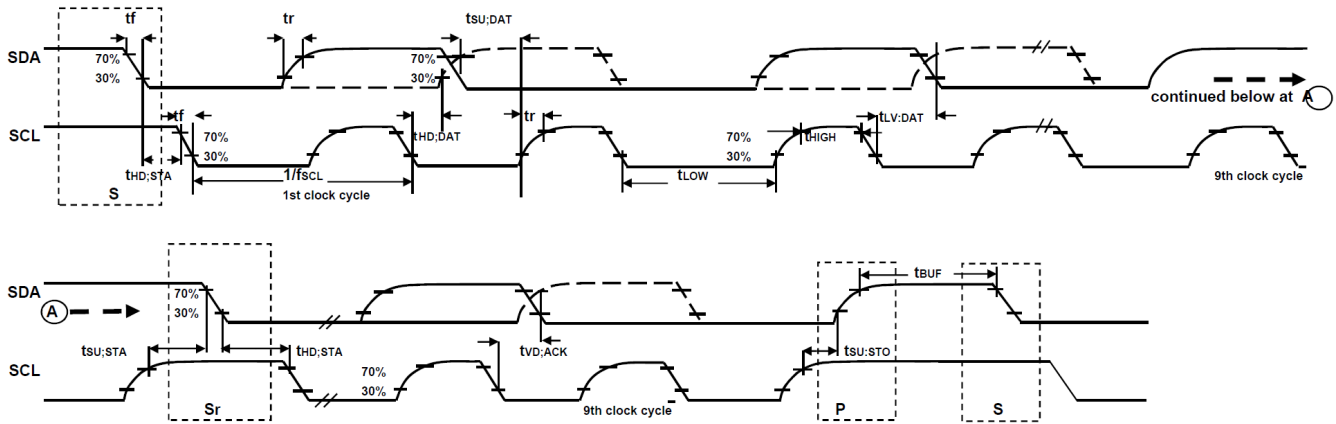 tf tr tSU;DAT
SDA 70% 70%
30% 30%
continued below at A
tf tr tLV:DAT
SCL 70% tHD;DAT 70% tHIGH
30% 30%
tHD;STA 1/fSCL tLOW
S 1st clock cycle 9th clock cycle
tBUF
SDA 70%
A 30%
tSU;STA tHD;STA tVD;ACK tSU:STO
SCL 70%
30%
Sr 9th clock cycle P S